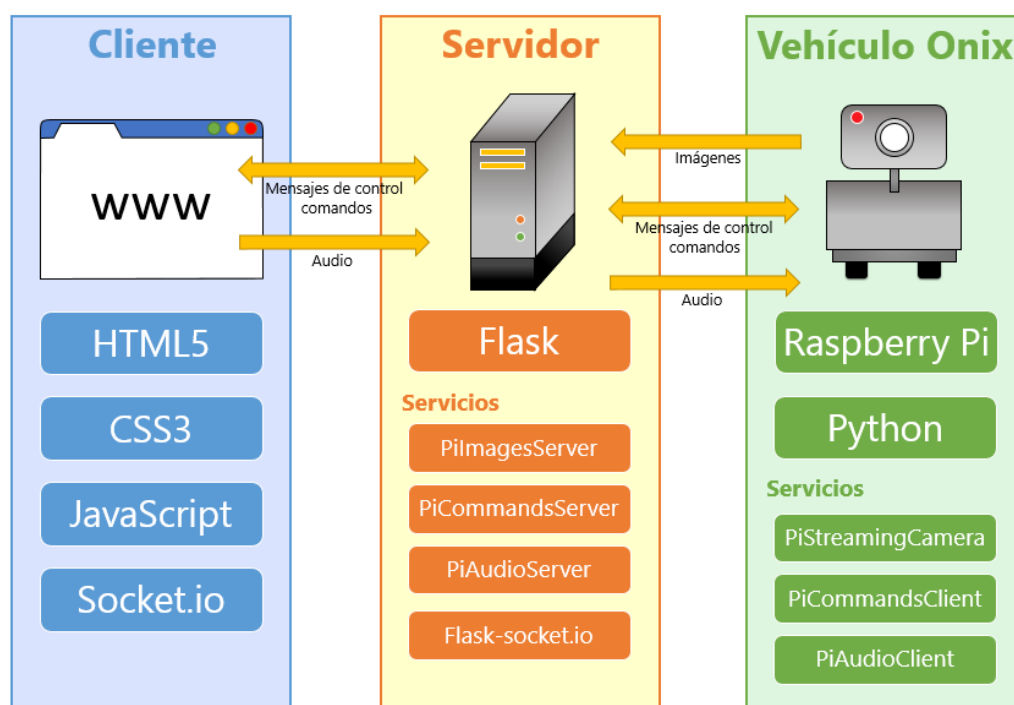 Cliente
www
Mensajes de control
comandos
Audio
HTML5
CSS3
JavaScript
Socket.io
Servidor
Flask
Servicios
PiImagesServer
PiCommandsServer
PiAudioServer
Flask-socket.io
Imágenes
Mensajes de control
comandos
Audio
Vehículo Onix
Raspberry Pi
Python
Servicios
PiStreamingCamera
PiCommandsClient
PiAudioClient